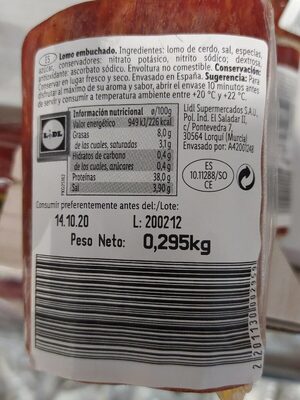 ES Lomo embuchado. Ingredientes: lomo de cerdo, sal, especias,
azúcar, conservadores: nitrato potásico, nitrito sódico; dextrosa,
antioxidante: ascorbato sódico. Envoltura no comestible. Conservación:
Conservar en lugar fresco y seco. Envasado en España. Sugerencia: Para
disfrutar al máximo de su aroma y sabor, abrir el envase 10 minutos antes
de servir y consumir a temperatura ambiente entre +20 °C y +22 °C.
LIDL
Información nutricional ø/100g
Valor energético 949 kJ/226 kcal
Grasas 8,0 g
de las cuales, saturadas 3,1g
Hidratos de carbono 0,4 g
de los cuales, azúcares 0,4 g
Proteínas 38,0 g
Sal 3,90 g
Lidl Supermercados S.A.U.
Pol. Ind. El Saladar II
c/ Pontevedra 7,
30564 Lorquí (Murcia)
Envasado por:
ES
10.11288/SO
CE
Consumir preferentemente antes del:/Lote:
14.10.20 L: 200212
Peso Neto: 0,295kg